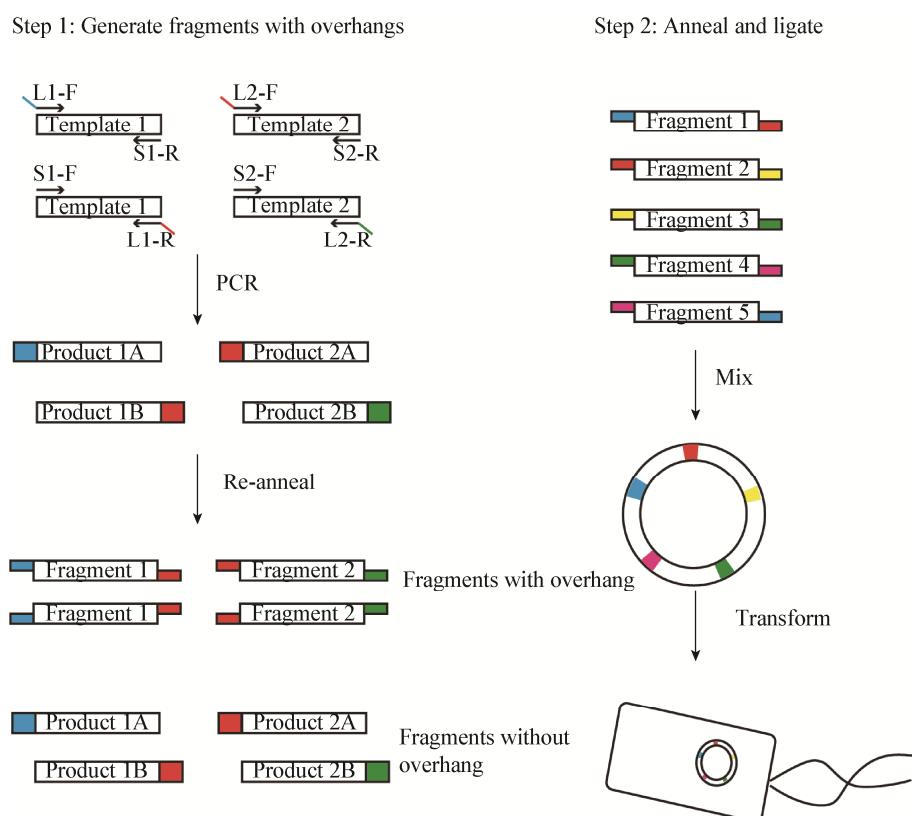 Step 1: Generate fragments with overhangs
L1-F
Template 1
S1-R
L2-F
Template 2
S2-R
S1-F
Template 1
L1-R
S2-F
Template 2
L2-R
PCR
Product 1A
Product 2A
Product 1B
Product 2B
Re-anneal
Fragment 1
Fragment 2
Fragments with overhang
Fragment 1
Fragment 2
Product 1A
Product 2A
Fragments without
overhang
Product 1B
Product 2B
Step 2: Anneal and ligate
Fragment 1
Fragment 2
Fragment 3
Fragment 4
Fragment 5
Mix
Transform